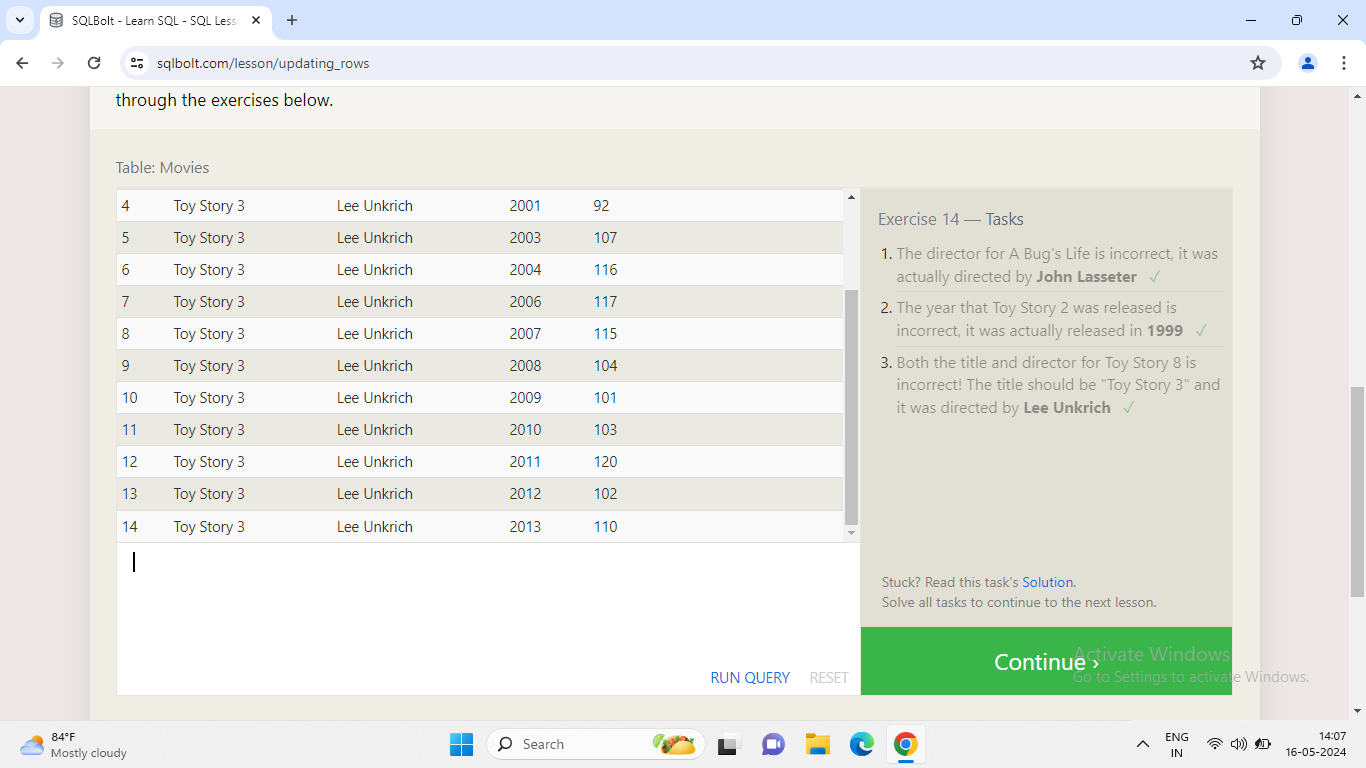 SQLBolt - Learn SQL - SQL Less
sqlbolt.com/lesson/updating_rows
through the exercises below.
Table: Movies
4 Toy Story 3 Lee Unkrich 2001 92
5 Toy Story 3 Lee Unkrich 2003 107
6 Toy Story 3 Lee Unkrich 2004 116
7 Toy Story 3 Lee Unkrich 2006 117
8 Toy Story 3 Lee Unkrich 2007 115
9 Toy Story 3 Lee Unkrich 2008 104
10 Toy Story 3 Lee Unkrich 2009 101
11 Toy Story 3 Lee Unkrich 2010 103
12 Toy Story 3 Lee Unkrich 2011 120
13 Toy Story 3 Lee Unkrich 2012 102
14 Toy Story 3 Lee Unkrich 2013 110
RUN QUERY RESET
Exercise 14 — Tasks
1. The director for A Bug's Life is incorrect, it was
actually directed by John Lasseter ✓
2. The year that Toy Story 2 was released is
incorrect, it was actually released in 1999 ✓
3. Both the title and director for Toy Story 8 is
incorrect! The title should be "Toy Story 3" and
it was directed by Lee Unkrich ✓
Stuck? Read this task's Solution.
Solve all tasks to continue to the next lesson.
Continue ›
Activate Windows
Go to Settings to activate Windows.
84°F
Mostly cloudy
Search
ENG
IN
14:07
16-05-2024